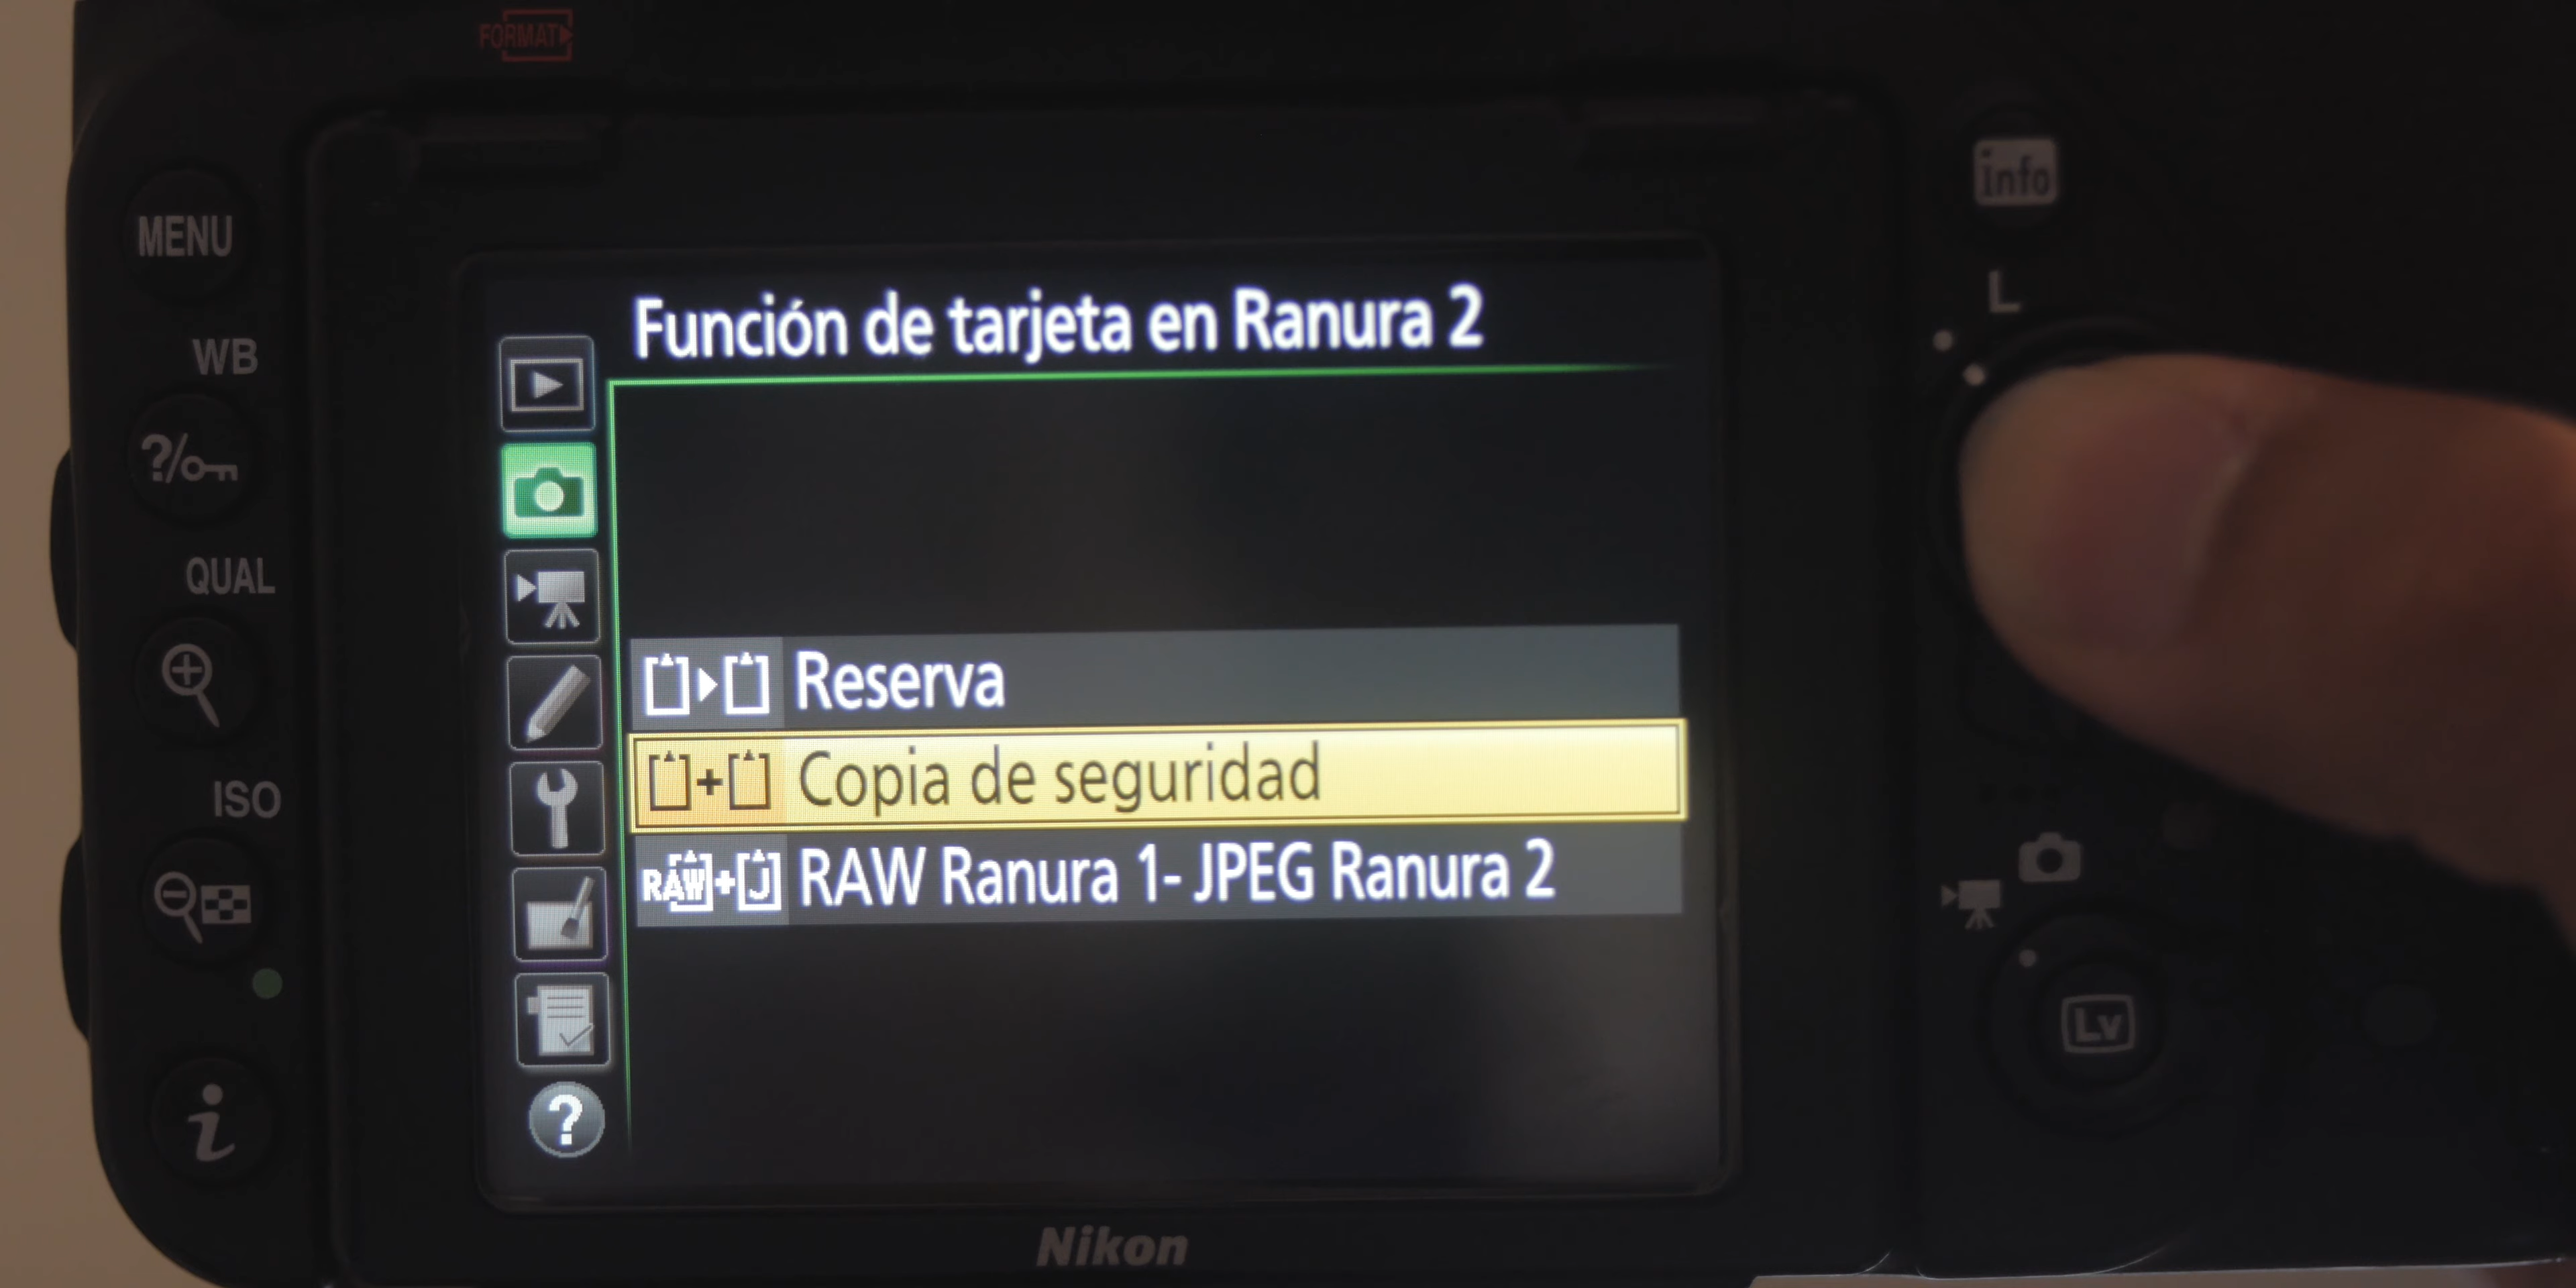 FORMAT
MENU
WB
?/
QUAL
ISO
i
Función de tarjeta en Ranura 2
Reserva
Copia de seguridad
RAW+J RAW Ranura 1- JPEG Ranura 2
?
Nikon
info
L
Lv